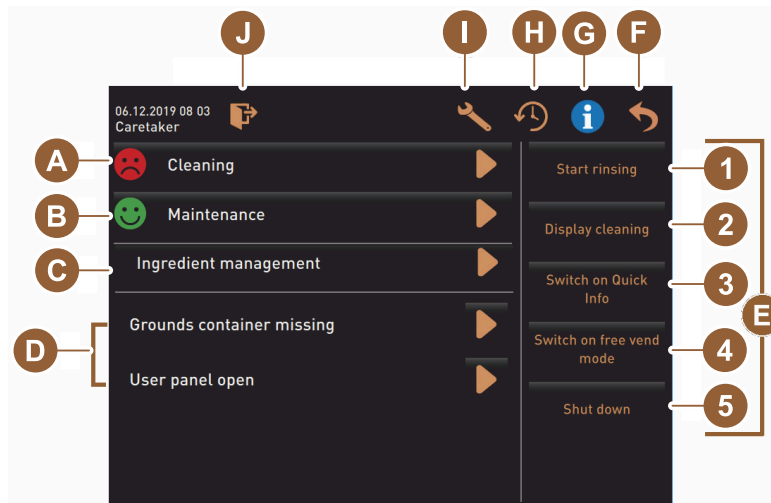 J
I
H
G
F
06.12.2019 08 03
Caretaker
i
A
Cleaning
Start rinsing
1
B
Maintenance
Display cleaning
2
C
Ingredient management
Switch on Quick
Info
3
E
D
Grounds container missing
User panel open
Switch on free vend
mode
4
Shut down
5